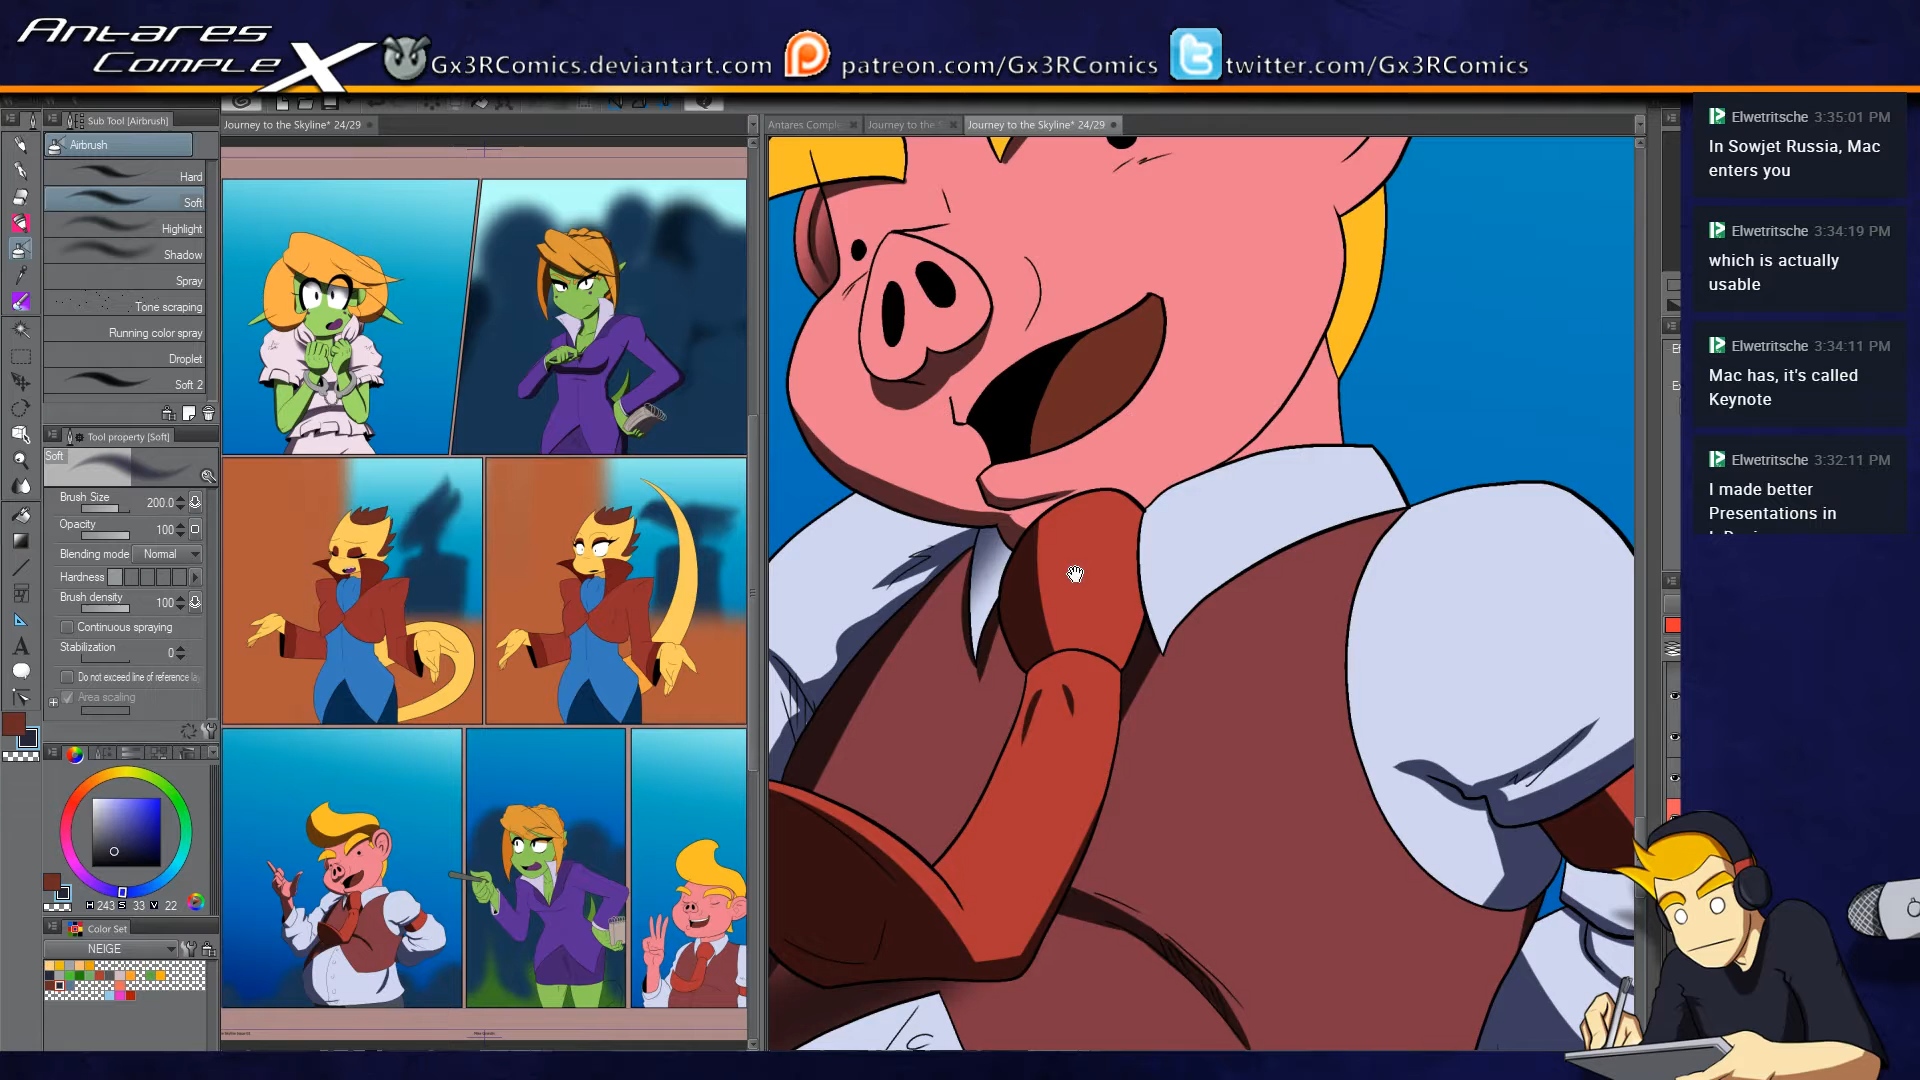 Antares
Complex
Gx3RComics.deviantart.com
patreon.com/Gx3RComics
twitter.com/Gx3RComics
Sub Tool [Airbrush]
Airbrush
Hard
Soft
Highlight
Shadow
Spray
Tone scraping
Running color spray
Droplet
Soft 2
Tool property [Soft]
Soft
Brush Size 200.0
Opacity 100
Blending mode Normal
Hardness
Brush density 100
Continuous spraying
Stabilization 0
Do not exceed line of reference la
Area scaling
H 243 S 33 V 22
Color Set
NEIGE
Journey to the Skyline* 24/29
Antares Comple
Journey to the S
Journey to the Skyline* 24/29
Elwetritsche 3:35:01 PM
In Sowjet Russia, Mac
enters you
Elwetritsche 3:34:19 PM
which is actually
usable
Elwetritsche 3:34:11 PM
Mac has, it's called
Keynote
Elwetritsche 3:32:11 PM
I made better
Presentations in